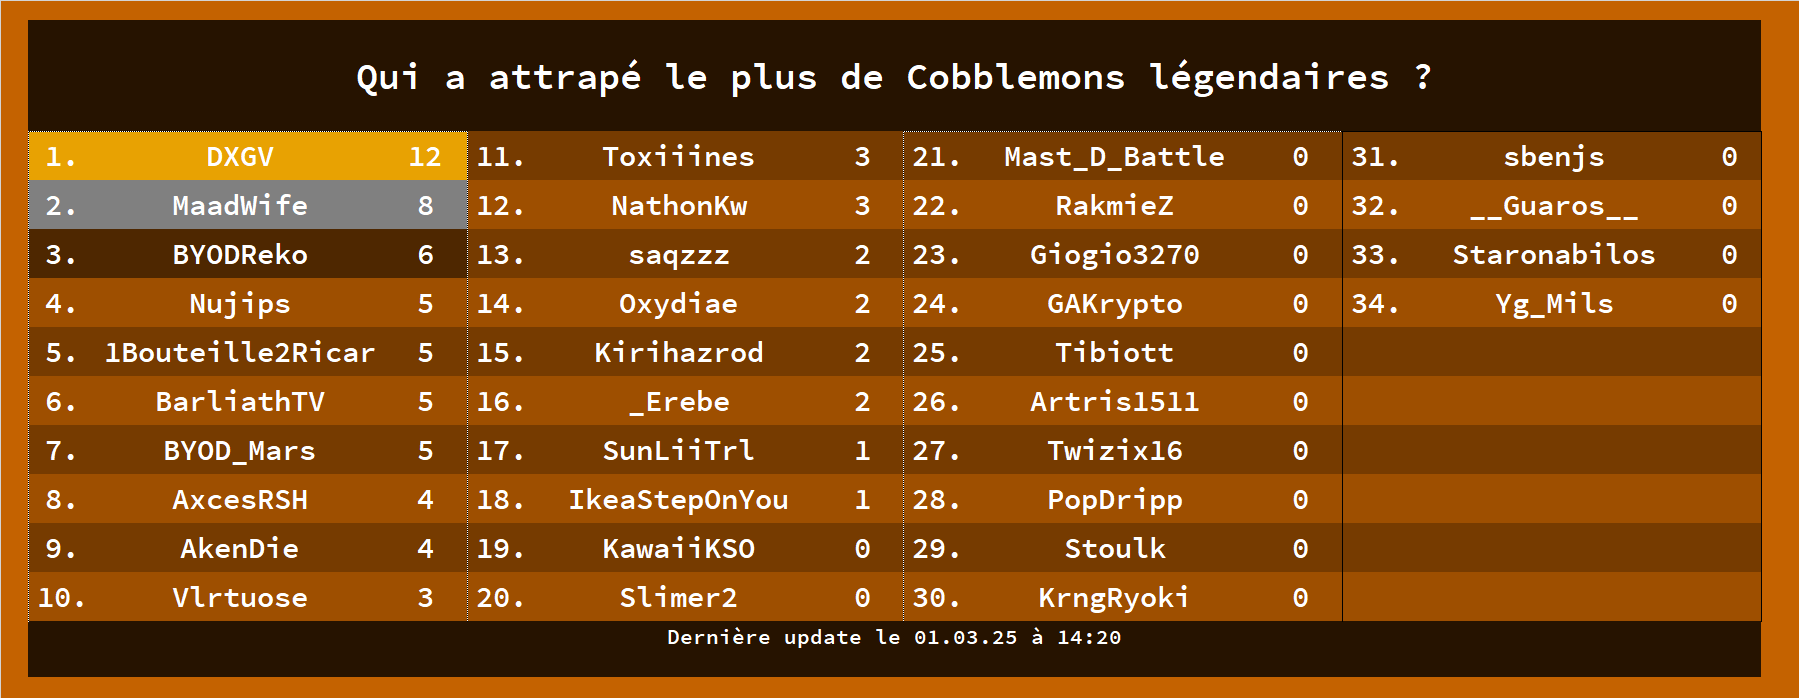 Qui a attrapé le plus de Cobblemons légendaires ?
1. DXGV 12
2. MaadWife 8
3. BYODReko 6
4. Nujips 5
5. 1Bouteille2Ricar 5
6. BarliathTV 5
7. BYOD_Mars 5
8. AxcesRSH 4
9. AkenDie 4
10. Vlrtuose 3
11. Toxiiines 3
12. NathonKw 3
13. saqzzz 2
14. Oxydiae 2
15. Kirihazrod 2
16. _Erebe 2
17. SunLiiTrl 1
18. IkeaStepOnYou 1
19. KawaiiKSO 0
20. Slimer2 0
21. Mast_D_Battle 0
22. RakmieZ 0
23. Giogio3270 0
24. GAKrypto 0
25. Tibiott 0
26. Artris1511 0
27. Twizix16 0
28. PopDripp 0
29. Stoulk 0
30. KrngRyoki 0
31. sbenjs 0
32. __Guaros__ 0
33. Staronabilos 0
34. Yg_Mils 0
Dernière update le 01.03.25 à 14:20